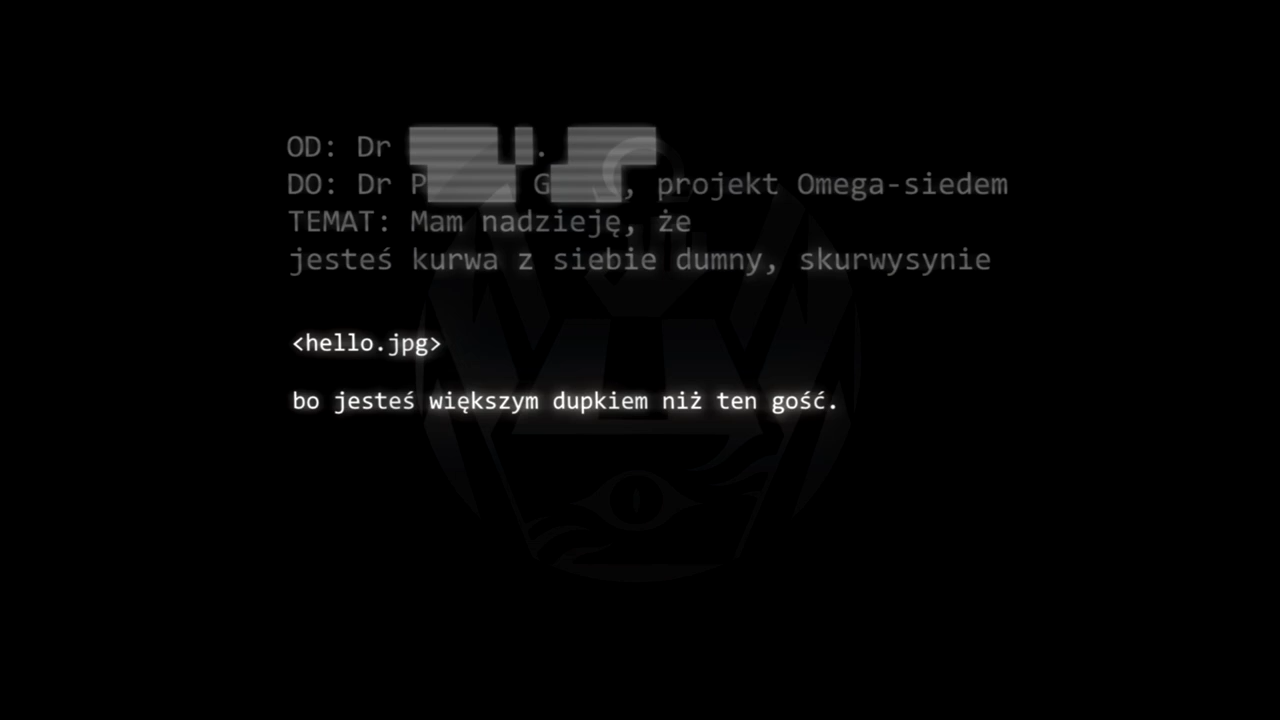 OD: Dr ███ █. ███
DO: Dr P███ G███, projekt Omega-siedem
TEMAT: Mam nadzieję, że
jesteś kurwa z siebie dumny, skurwysynie
<hello.jpg>
bo jesteś większym dupkiem niż ten gość.